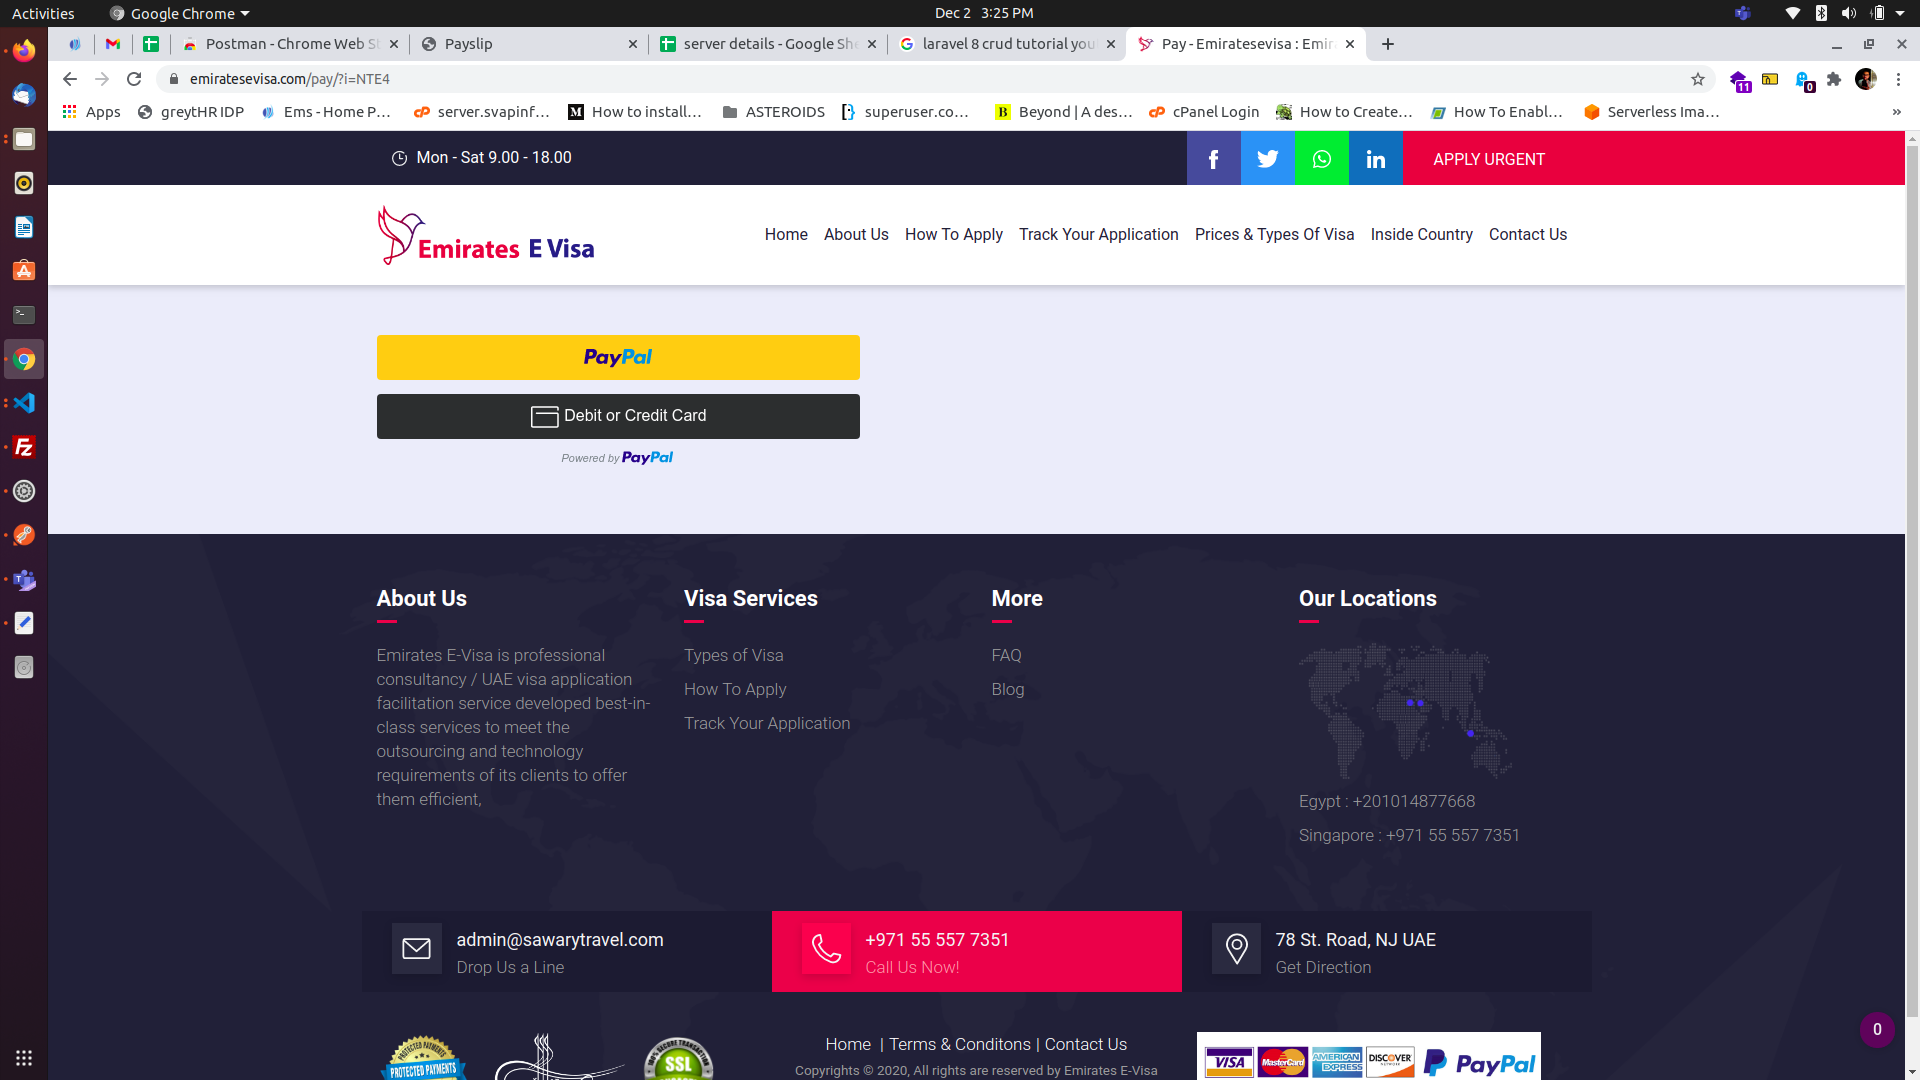 Activities
Google Chrome
Dec 2 3:25 PM
Postman - Chrome Web St
Payslip
server details - Google She
laravel 8 crud tutorial you
Pay - Emiratesevisa : Emir
emiratesevisa.com/pay/?i=NTE4
11
0
Apps
greytHR IDP
Ems - Home P...
server.svapinf...
How to install...
ASTEROIDS
superuser.co...
Beyond | A des...
cPanel Login
How to Create...
How To Enabl...
Serverless Ima...
»
Mon - Sat 9.00 - 18.00
APPLY URGENT
Emirates E Visa
Home
About Us
How To Apply
Track Your Application
Prices & Types Of Visa
Inside Country
Contact Us
PayPal
Debit or Credit Card
Powered by PayPal
About Us
Emirates E-Visa is professional
consultancy / UAE visa application
facilitation service developed best-in-
class services to meet the
outsourcing and technology
requirements of its clients to offer
them efficient,
Visa Services
Types of Visa
How To Apply
Track Your Application
More
FAQ
Blog
Our Locations
Egypt : +201014877668
Singapore : +971 55 557 7351
admin@sawarytravel.com
Drop Us a Line
+971 55 557 7351
Call Us Now!
78 St. Road, NJ UAE
Get Direction
0
PROTECTED PAYMENTS
PROTECTED PAYMENTS
100% SECURE TRANSACTION
SSL
Home | Terms & Conditons | Contact Us
Copyrights © 2020, All rights are reserved by Emirates E-Visa
VISA
MasterCard
AMERICAN EXPRESS
DISCOVER
PayPal